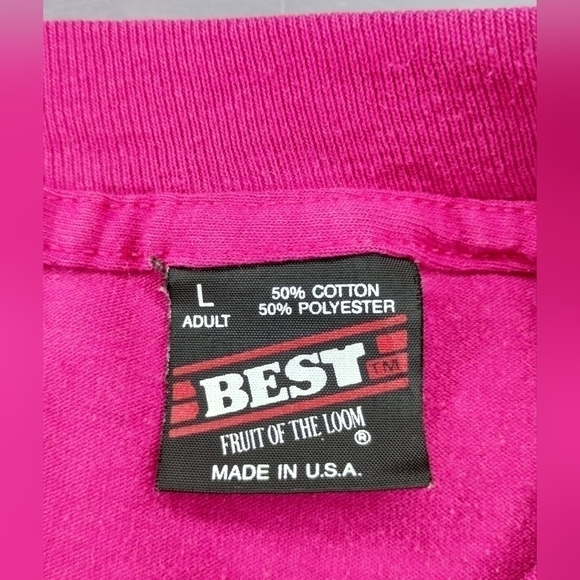 L 50% COTTON
ADULT 50% POLYESTER
BEST TM
FRUIT OF THE LOOM ®
MADE IN U.S.A.